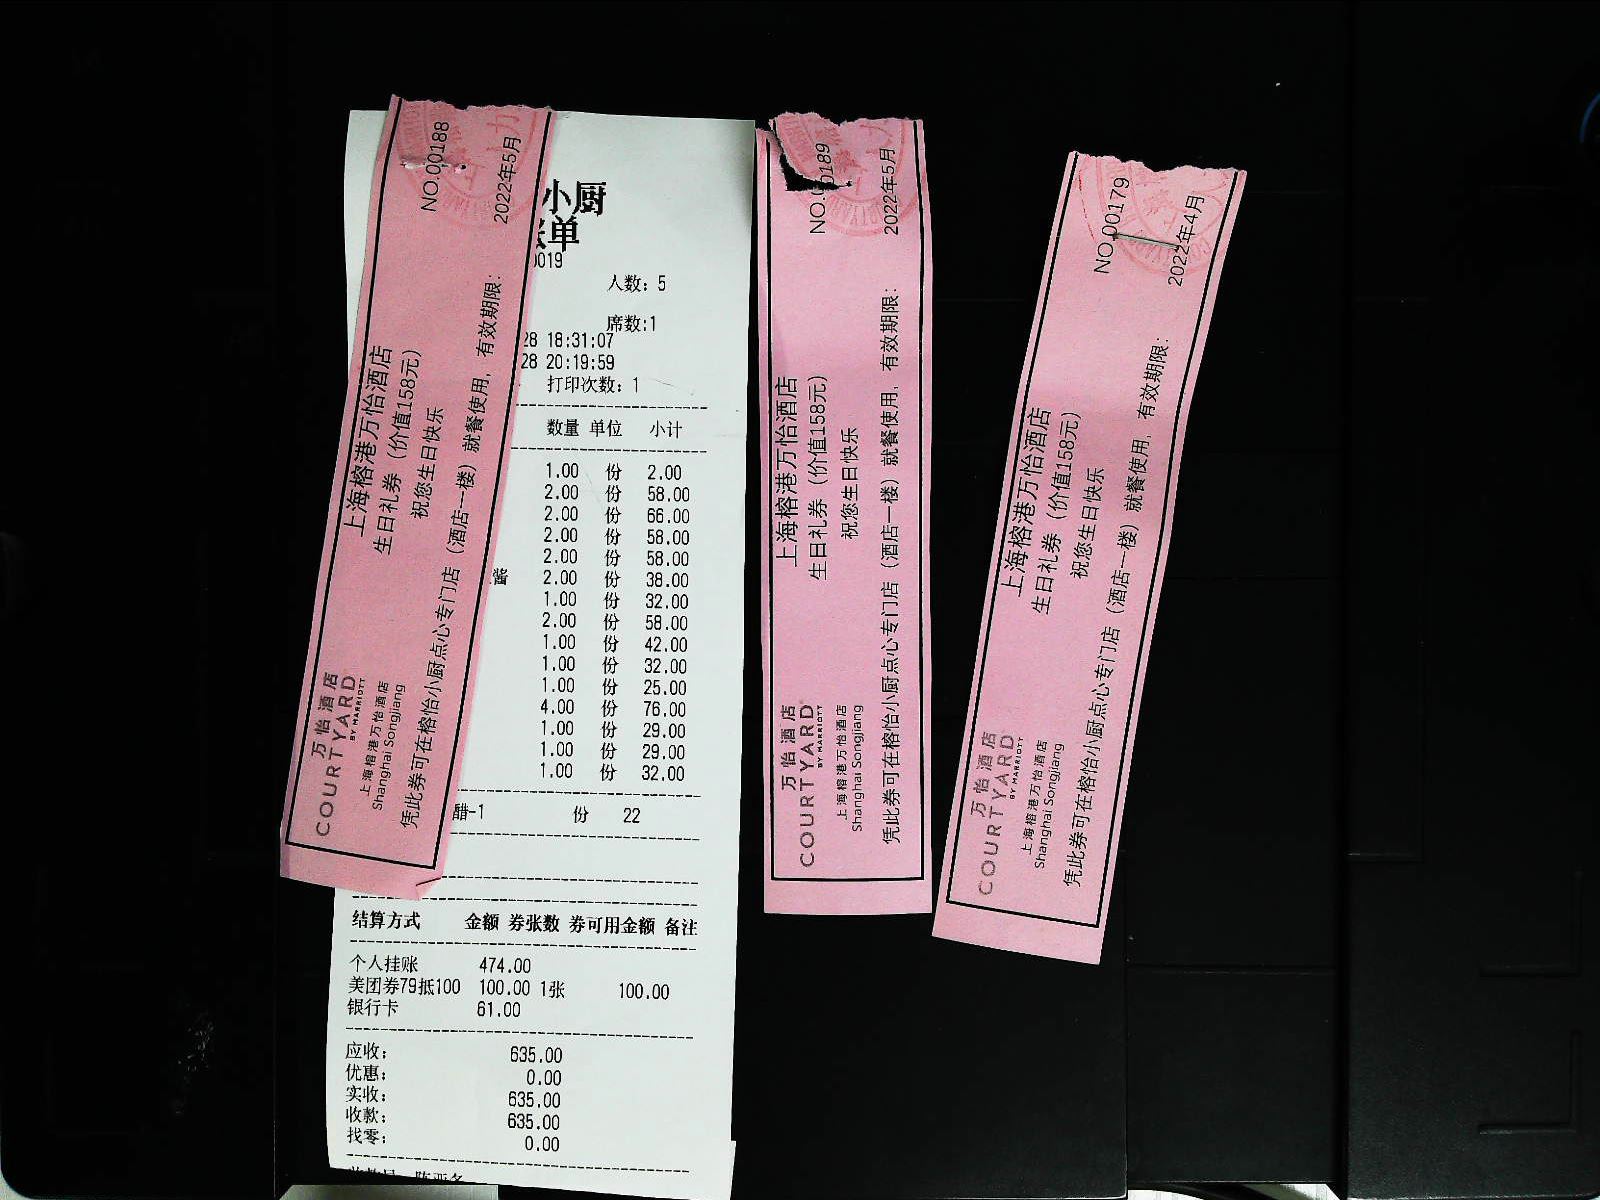 小厨
账单
0019
人数：5
席数:1
28 18:31:07
28 20:19:59
打印次数：1
数量 单位 小计
1.00 份 2.00
2.00 份 58.00
2.00 份 66.00
2.00 份 58.00
2.00 份 58.00
酱 2.00 份 38.00
1.00 份 32.00
2.00 份 58.00
1.00 份 42.00
1.00 份 32.00
1.00 份 25.00
4.00 份 76.00
1.00 份 29.00
1.00 份 29.00
1.00 份 32.00
醋-1 份 22
结算方式 金额 券张数 券可用金额 备注
个人挂账 474.00
美团券79抵100 100.00 1张 100.00
银行卡 61.00
应收： 635.00
优惠： 0.00
实收： 635.00
收款： 635.00
找零： 0.00
NO.00188
万怡酒店
COURTYARD
BY MARRIOTT
上海榕港万怡酒店
Shanghai Songjiang
上海榕港万怡酒店
生日礼券（价值158元）
祝您生日快乐
凭此券可在榕怡小厨点心专门店（酒店一楼）就餐使用，有效期限：
2022年5月
NO.00189
万怡酒店
COURTYARD
BY MARRIOTT
上海榕港万怡酒店
Shanghai Songjiang
上海榕港万怡酒店
生日礼券（价值158元）
祝您生日快乐
凭此券可在榕怡小厨点心专门店（酒店一楼）就餐使用，有效期限：
2022年5月
NO.00179
万怡酒店
COURTYARD
BY MARRIOTT
上海榕港万怡酒店
Shanghai Songjiang
上海榕港万怡酒店
生日礼券（价值158元）
祝您生日快乐
凭此券可在榕怡小厨点心专门店（酒店一楼）就餐使用，有效期限：
2022年4月